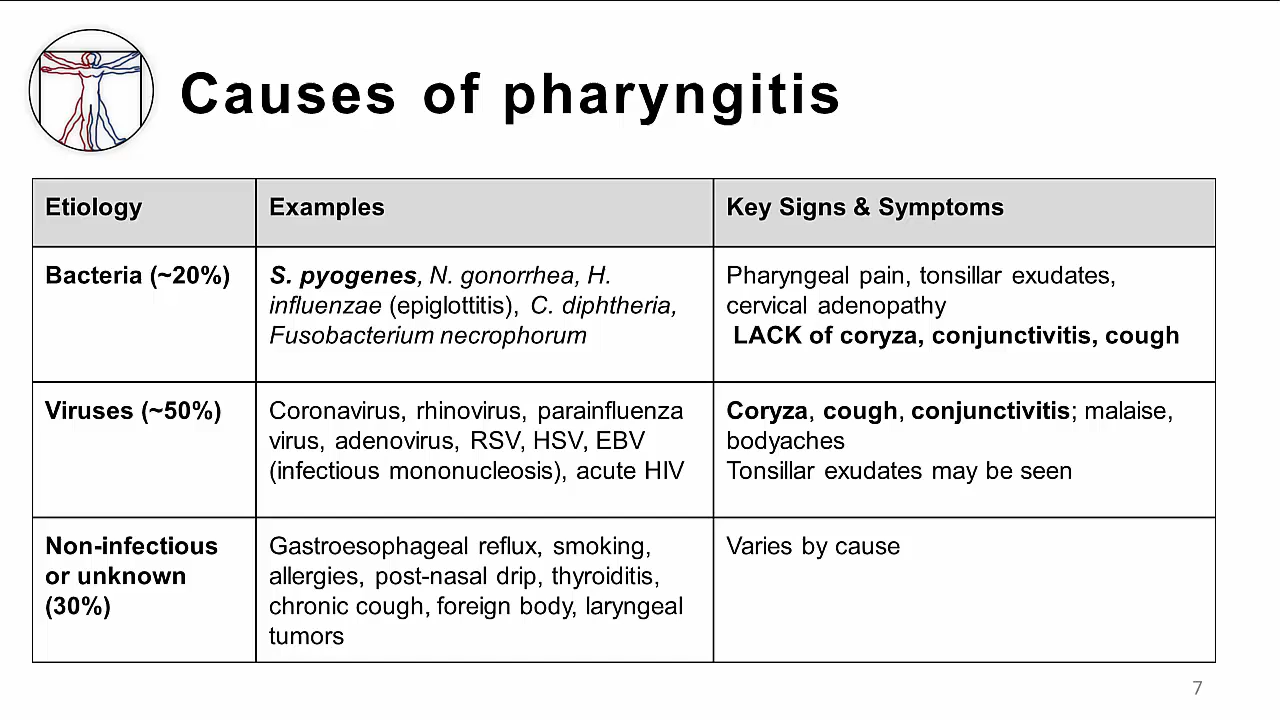 Causes of pharyngitis
Etiology
Examples
Key Signs & Symptoms
Bacteria (~20%)
S. pyogenes, N. gonorrhea, H.
influenzae (epiglottitis), C. diphtheria,
Fusobacterium necrophorum
Pharyngeal pain, tonsillar exudates,
cervical adenopathy
LACK of coryza, conjunctivitis, cough
Viruses (~50%)
Coronavirus, rhinovirus, parainfluenza
virus, adenovirus, RSV, HSV, EBV
(infectious mononucleosis), acute HIV
Coryza, cough, conjunctivitis; malaise,
bodyaches
Tonsillar exudates may be seen
Non-infectious
or unknown
(30%)
Gastroesophageal reflux, smoking,
allergies, post-nasal drip, thyroiditis,
chronic cough, foreign body, laryngeal
tumors
Varies by cause
7